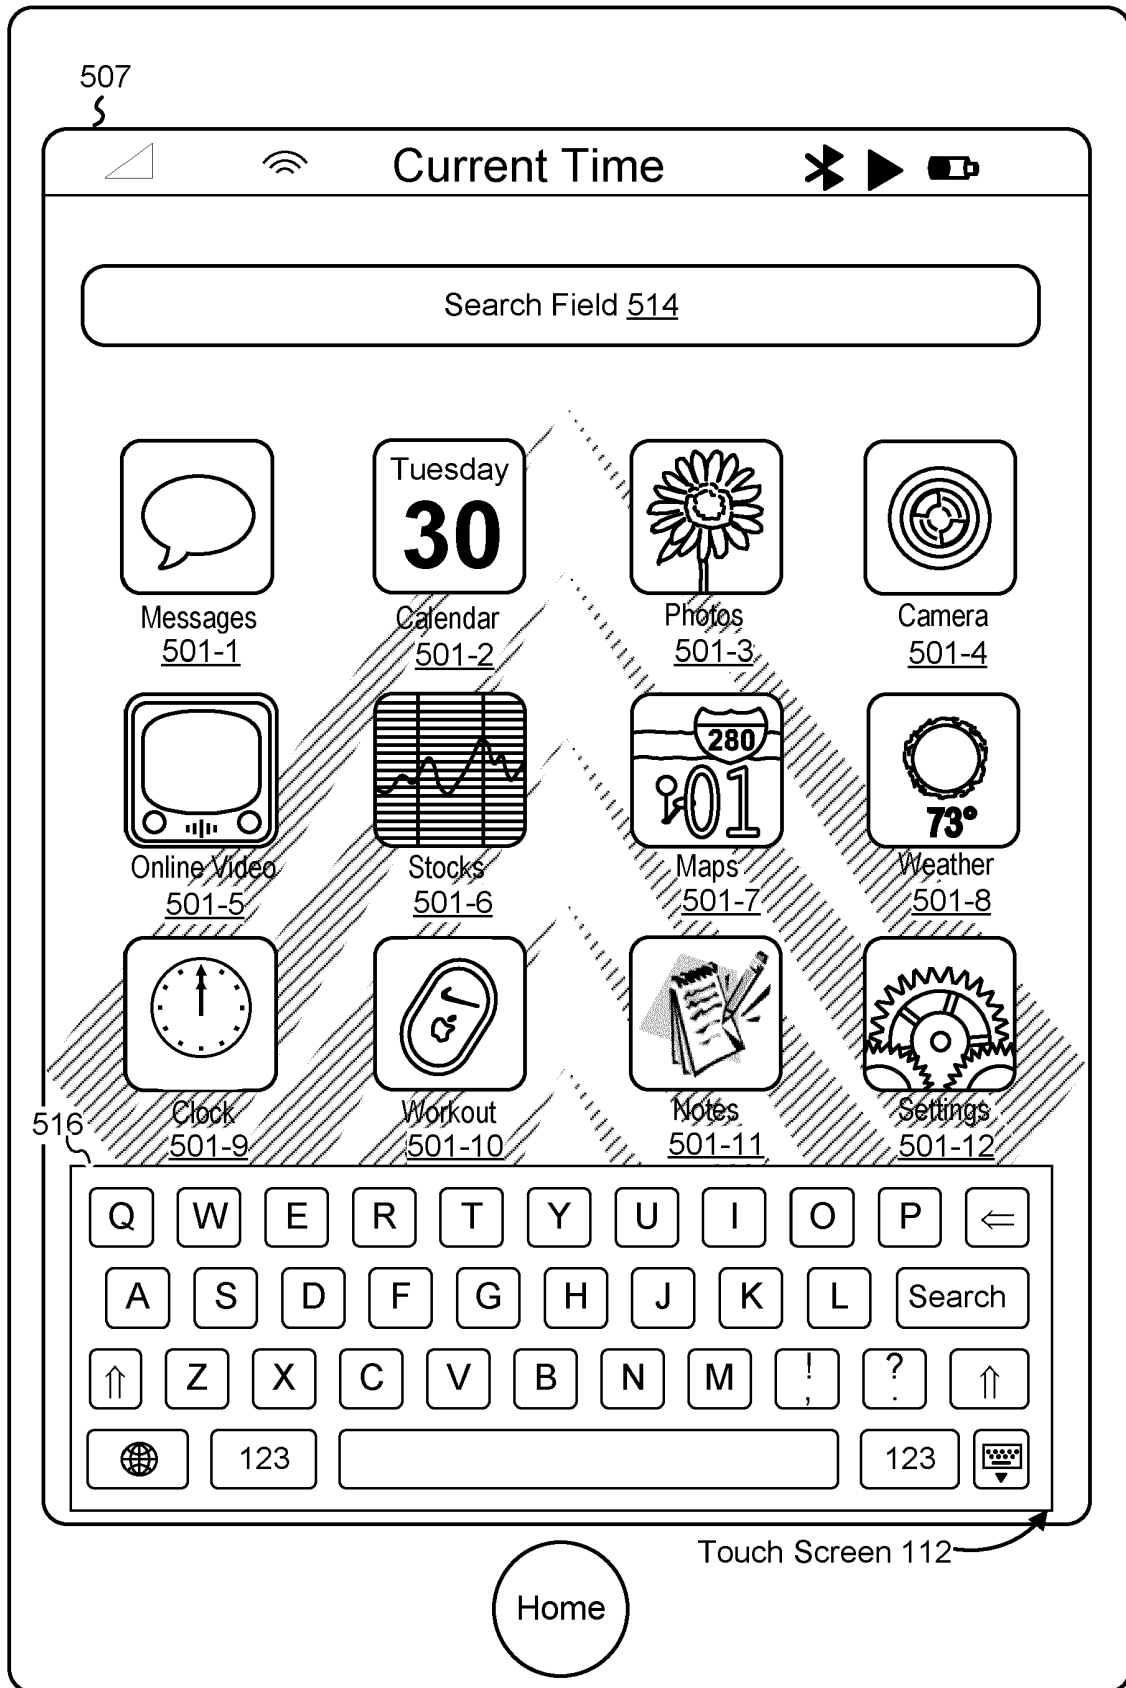 507
Current Time
Search Field 514
Tuesday
30
Messages Calendar Photos Camera
501-1 501-2 501-3 501-4
280
01
73°
Online Video Stocks Maps Weather
501-5 501-6 501-7 501-8
Clock Workout Notes Settings
516 501-9 501-10 501-11 501-12
Q W E R T Y U I O P ⇐
A S D F G H J K L Search
⇑ Z X C V B N M ! , ? . ⇑
123 123
Touch Screen 112
Home